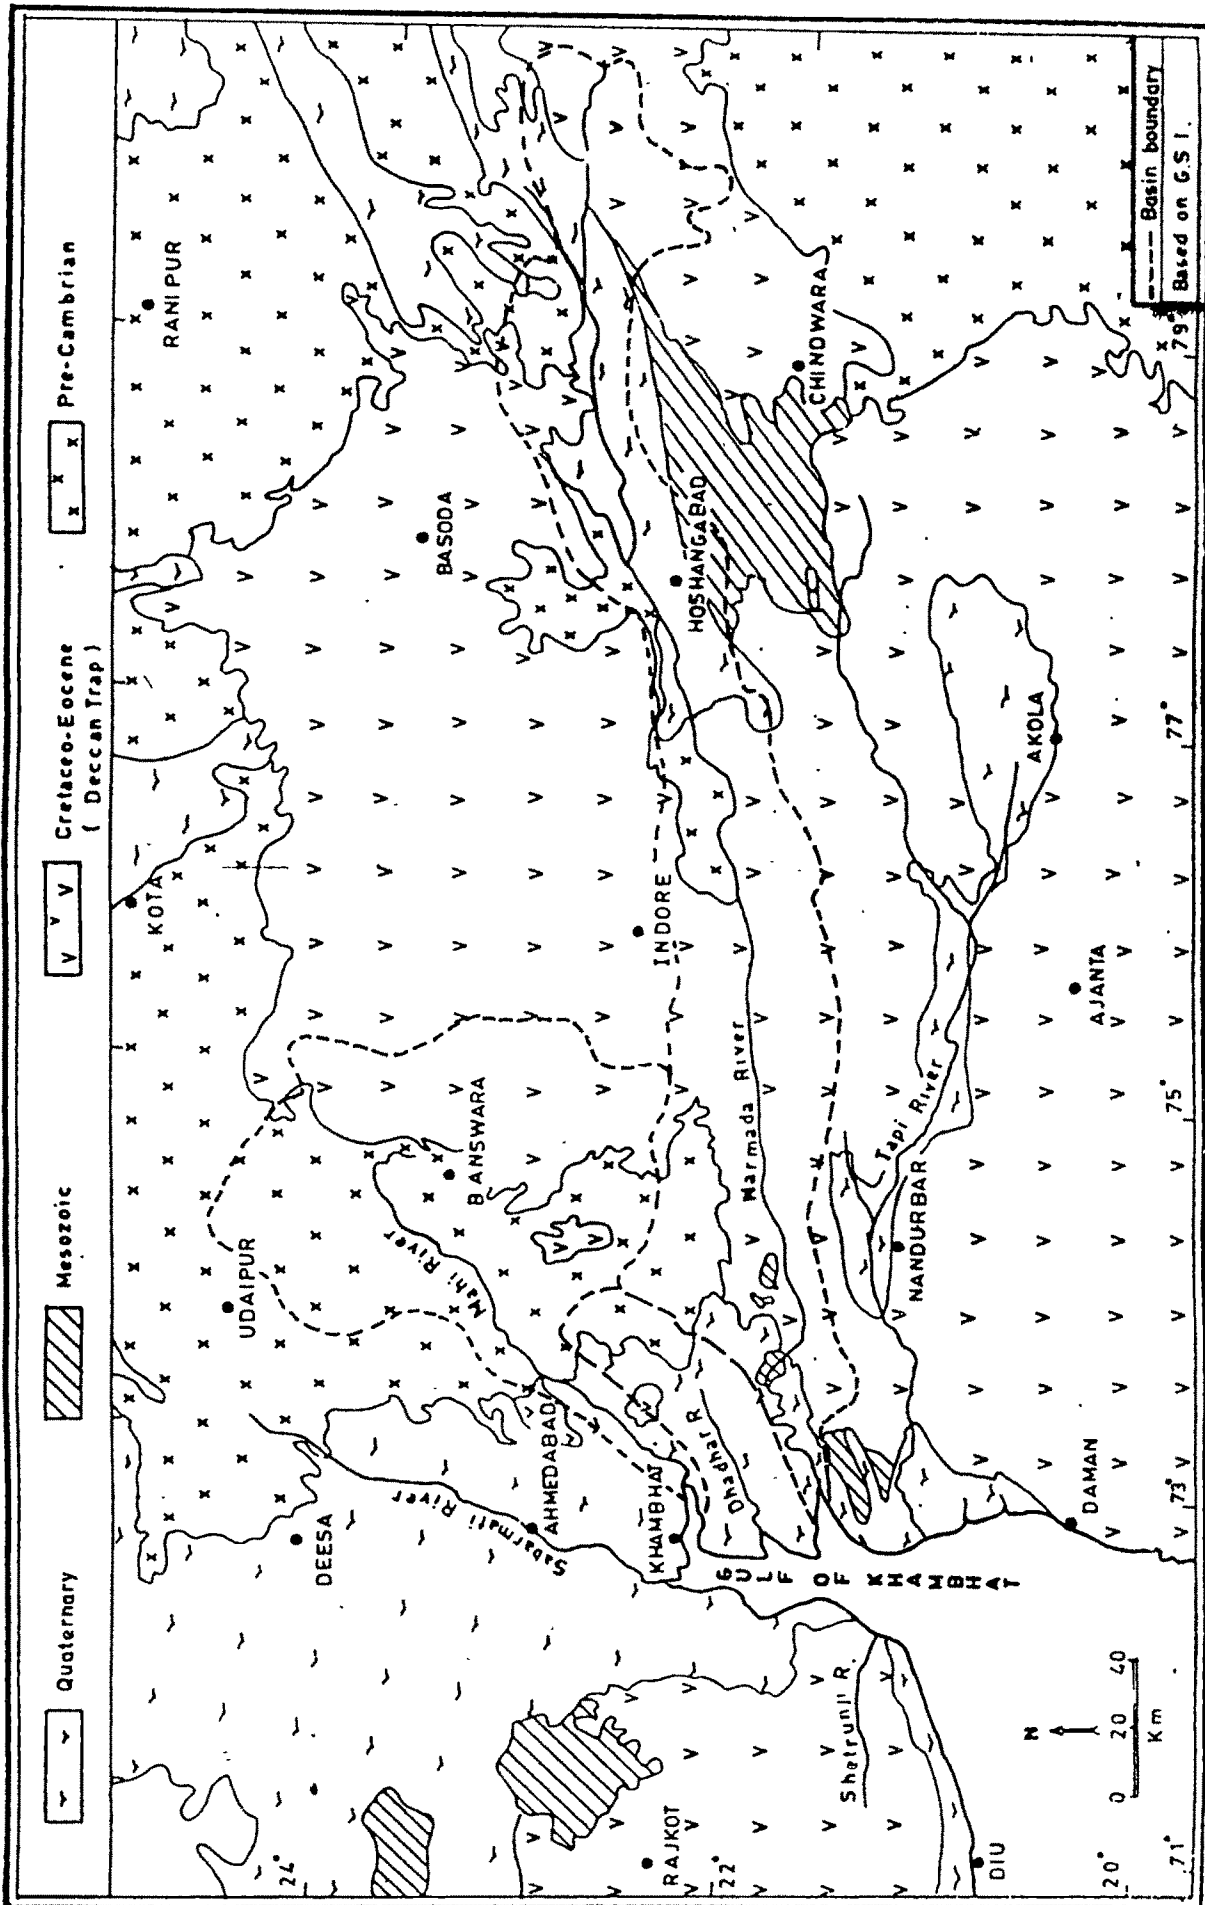 Quaternary
Mesozoic
Cretaceo-Eocene
( Deccan Trap )
Pre-Cambrian
24°
22°
20°
71°
73°
75°
77°
79°
DEESA
UDAIPUR
KOTA
RANIPUR
Sabarmati River
Mahi River
BANSWARA
BASODA
AHMEDABAD
KHAMBHAT
INDORE
HOSHANGABAD
RAJKOT
Dhadhar R.
Narmada River
CHINDWARA
GULF OF KHAMBHAT
Shetrunji R.
NANDURBAR
Tapi River
AKOLA
AJANTA
DIU
DAMAN
N
0 20 40
Km
Basin boundary
Based on G.S I.